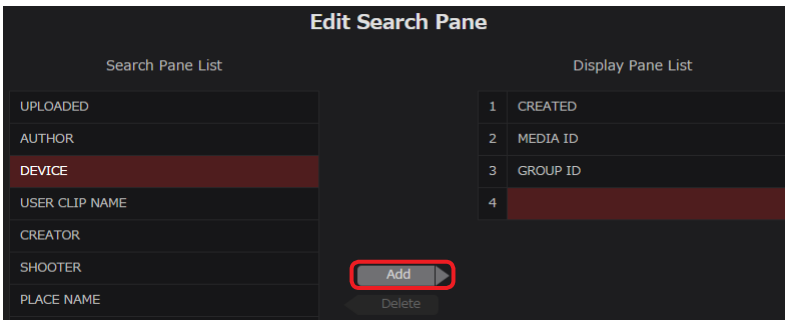 Edit Search Pane
Search Pane List
Display Pane List
UPLOADED
AUTHOR
DEVICE
USER CLIP NAME
CREATOR
SHOOTER
PLACE NAME
1 CREATED
2 MEDIA ID
3 GROUP ID
4
Add
Delete